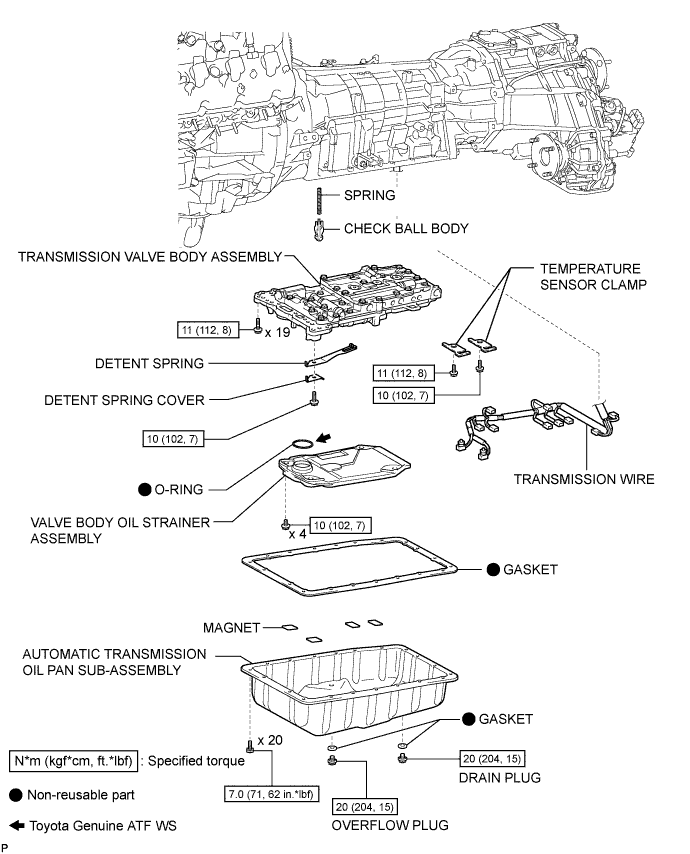 SPRING
CHECK BALL BODY
TRANSMISSION VALVE BODY ASSEMBLY
TEMPERATURE
SENSOR CLAMP
11 (112, 8)
x 19
DETENT SPRING
11 (112, 8)
10 (102, 7)
DETENT SPRING COVER
10 (102, 7)
TRANSMISSION WIRE
O-RING
VALVE BODY OIL STRAINER
ASSEMBLY
x 4
10 (102, 7)
GASKET
MAGNET
AUTOMATIC TRANSMISSION
OIL PAN SUB-ASSEMBLY
GASKET
x 20
N*m (kgf*cm, ft.*lbf) : Specified torque
20 (204, 15)
DRAIN PLUG
Non-reusable part
7.0 (71, 62 in.*lbf)
20 (204, 15)
OVERFLOW PLUG
Toyota Genuine ATF WS
P